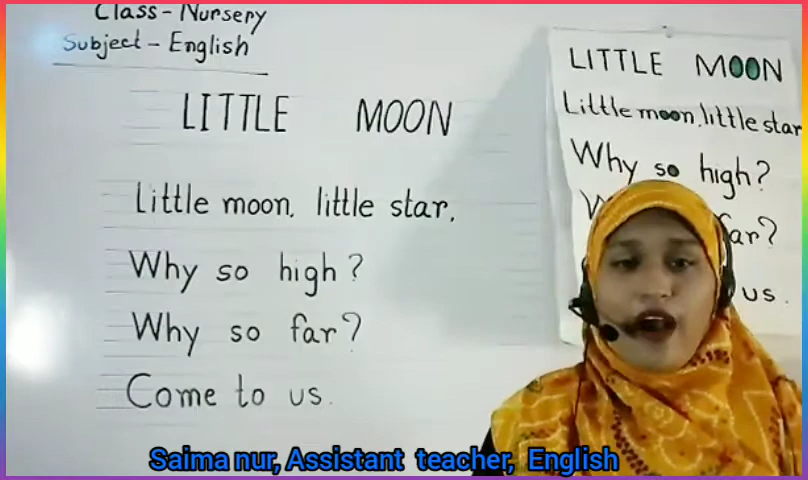 Class - Nursery
Subject - English
LITTLE MOON
Little moon, little star,
Why so high?
Why so far?
Come to us.
LITTLE MOON
Little moon, little star
Why so high?
far?
us.
Saima nur, Assistant teacher, English